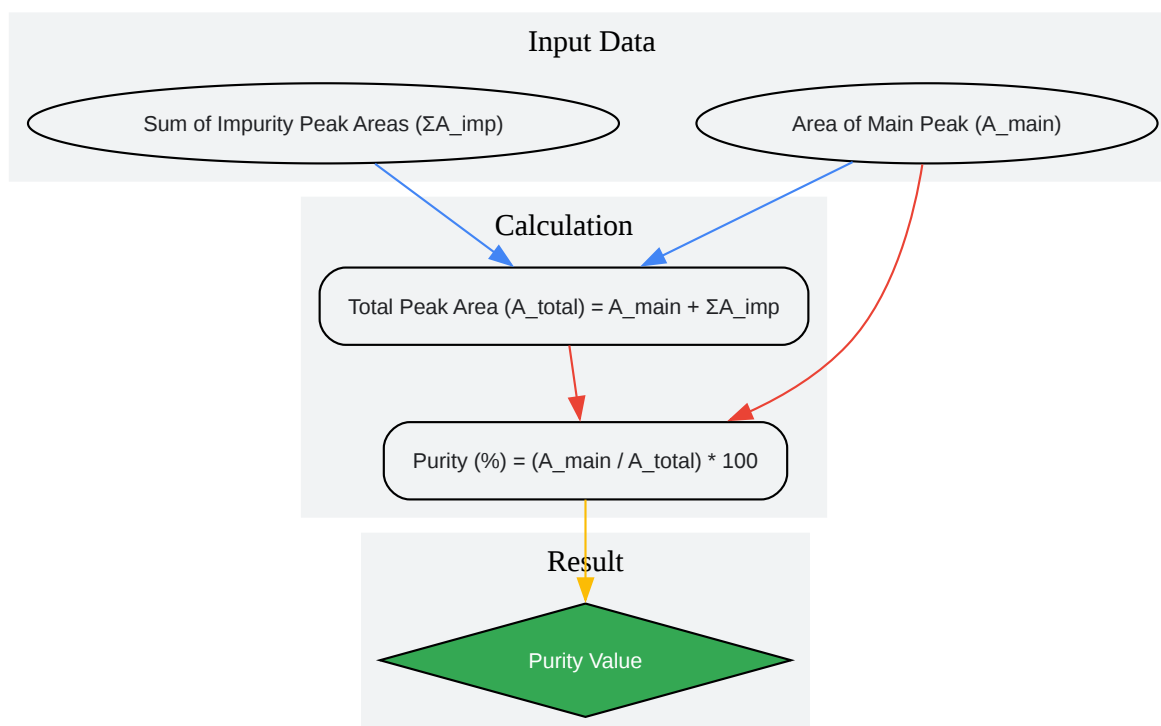 Input Data
Sum of Impurity Peak Areas (ΣA_imp)
Area of Main Peak (A_main)
Calculation
Total Peak Area (A_total) = A_main + ΣA_imp
Purity (%) = (A_main / A_total) * 100
Result
Purity Value